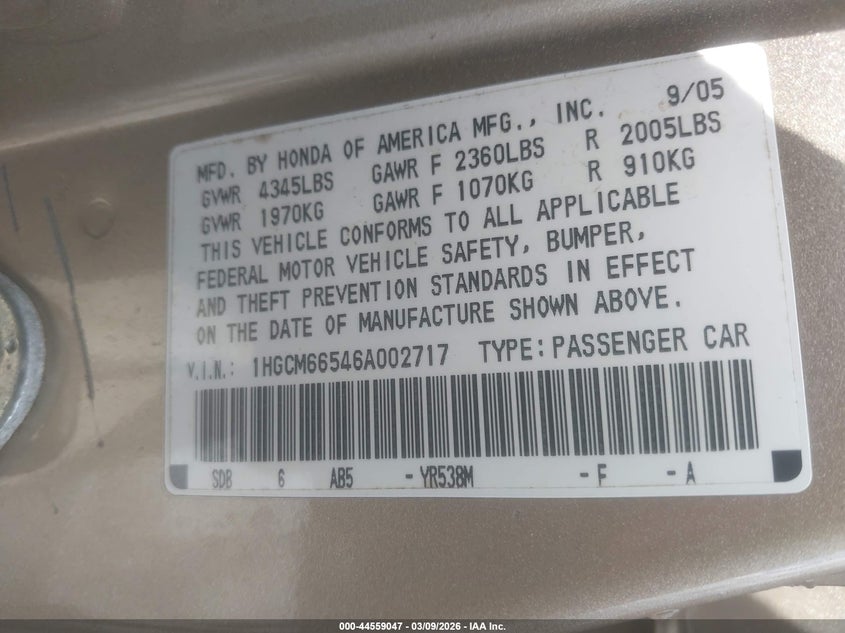 MFD. BY HONDA OF AMERICA MFG., INC. 9/05
GVWR 4345LBS GAWR F 2360LBS R 2005LBS
GVWR 1970KG GAWR F 1070KG R 910KG
THIS VEHICLE CONFORMS TO ALL APPLICABLE
FEDERAL MOTOR VEHICLE SAFETY, BUMPER,
AND THEFT PREVENTION STANDARDS IN EFFECT
ON THE DATE OF MANUFACTURE SHOWN ABOVE.
V.I.N.: 1HGCM66546A002717 TYPE: PASSENGER CAR
SDB 6 AB5 - YR538M - F - A
000-44559047 - 03/09/2026 - IAA Inc.